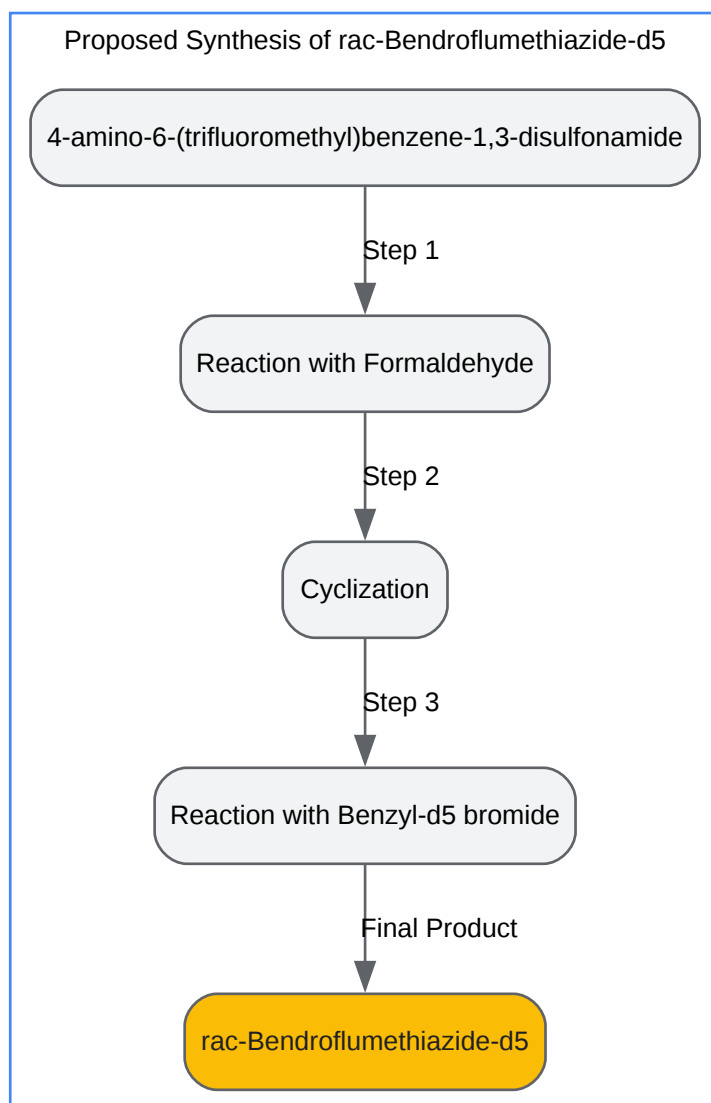 Proposed Synthesis of rac-Bendroflumethiazide-d5
4-amino-6-(trifluoromethyl)benzene-1,3-disulfonamide
Step 1
Reaction with Formaldehyde
Step 2
Cyclization
Step 3
Reaction with Benzyl-d5 bromide
Final Product
rac-Bendroflumethiazide-d5